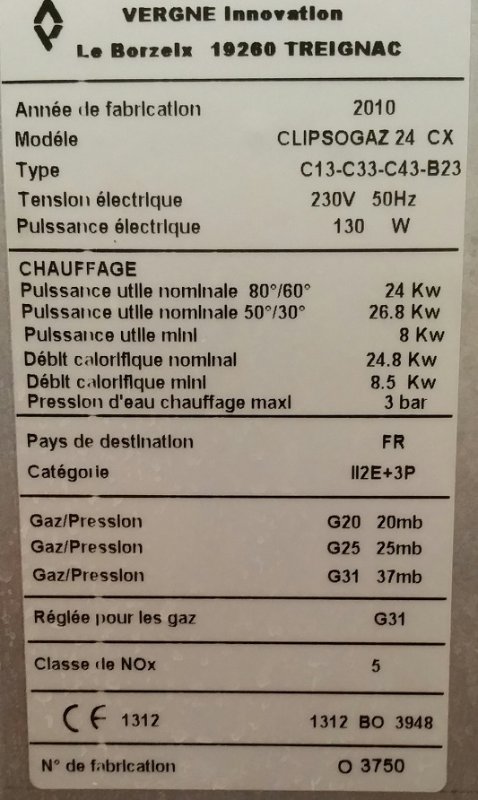 VERGNE Innovation
Le Borzeix 19260 TREIGNAC
Année de fabrication 2010
Modéle CLIPSOGAZ 24 CX
Type C13-C33-C43-B23
Tension électrique 230V 50Hz
Puissance électrique 130 W
CHAUFFAGE
Puissance utile nominale 80°/60° 24 Kw
Puissance utile nominale 50°/30° 26.8 Kw
Puissance utile mini 8 Kw
Débit calorifique nominal 24.8 Kw
Débit calorifique mini 8.5 Kw
Pression d'eau chauffage maxi 3 bar
Pays de destination FR
Catégorie II2E+3P
Gaz/Pression G20 20mb
Gaz/Pression G25 25mb
Gaz/Pression G31 37mb
Réglée pour les gaz G31
Classe de NOx 5
CE 1312 1312 BO 3948
N° de fabrication O 3750